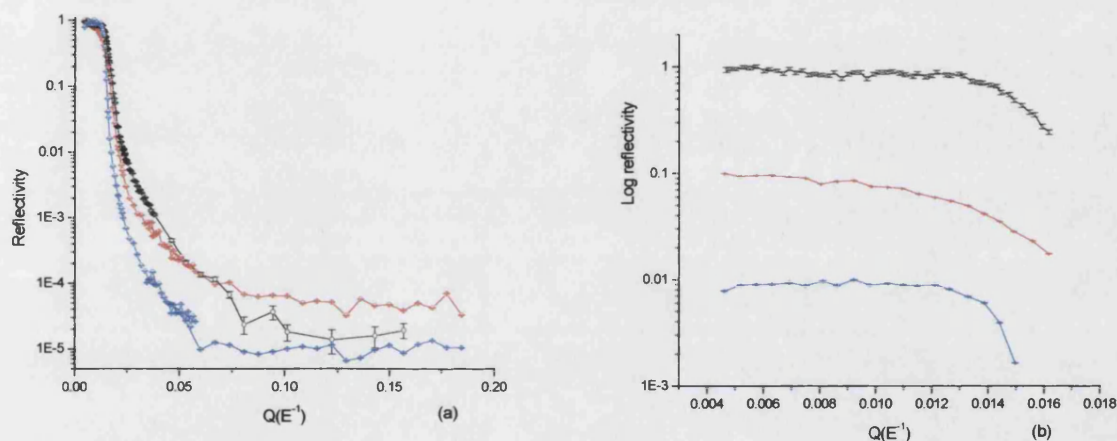 1
0.1
0.01
1E-3
1E-4
1E-5
Reflectivity
0.00
0.05
0.10
0.15
0.20
Q(E⁻¹)
(a)
1
0.1
0.01
1E-3
Log reflectivity
0.004
0.006
0.008
0.010
0.012
0.014
0.016
0.018
Q(E⁻¹)
(b)